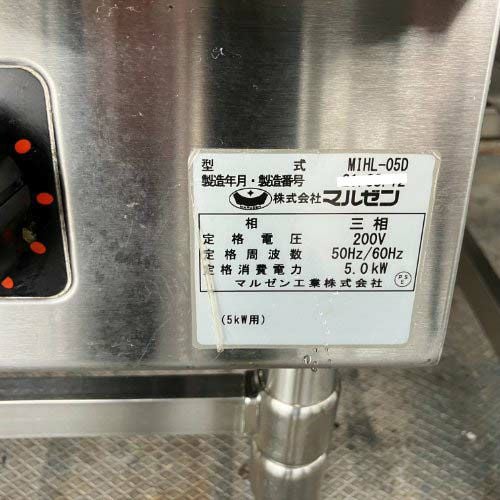 型 式 MIHL-05D
製造年月・製造番号
株式会社マルゼン
相 三相
定格電圧 200V
定格周波数 50Hz/60Hz
定格消費電力 5.0kW
マルゼン工業株式会社
PS
E
(5kW用)